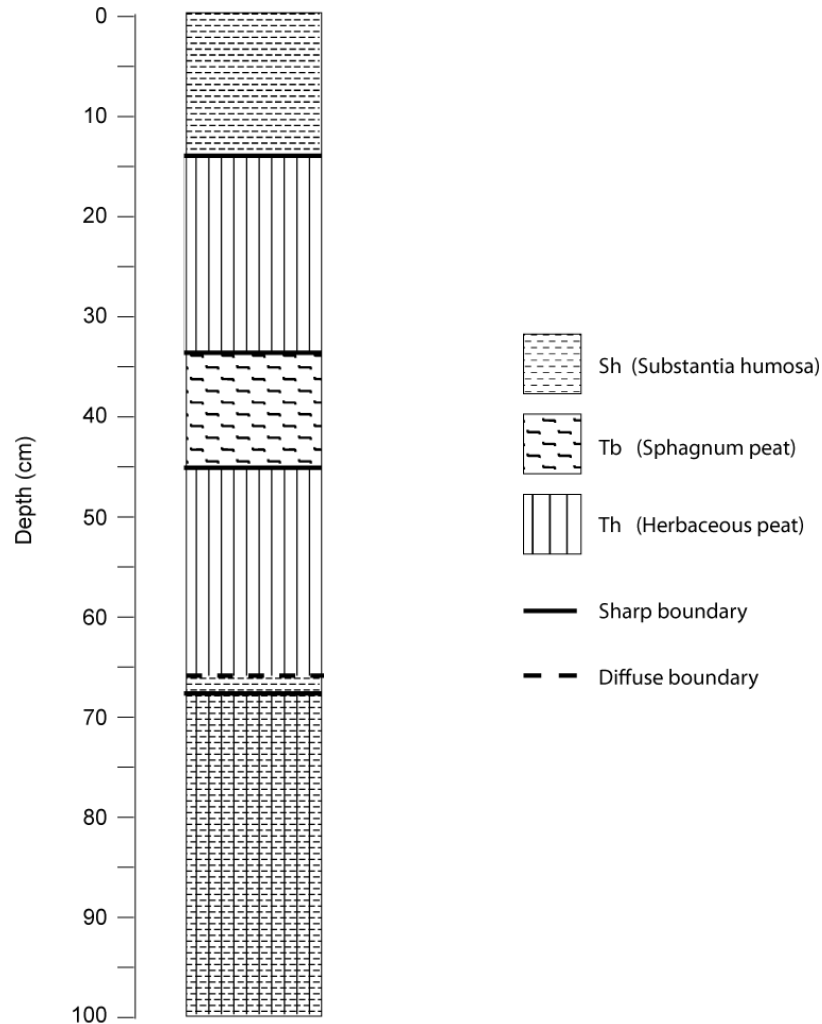 0
10
20
30
40
50
60
70
80
90
100
Depth (cm)
Sh (Substantia humosa)
Tb (Sphagnum peat)
Th (Herbaceous peat)
Sharp boundary
Diffuse boundary